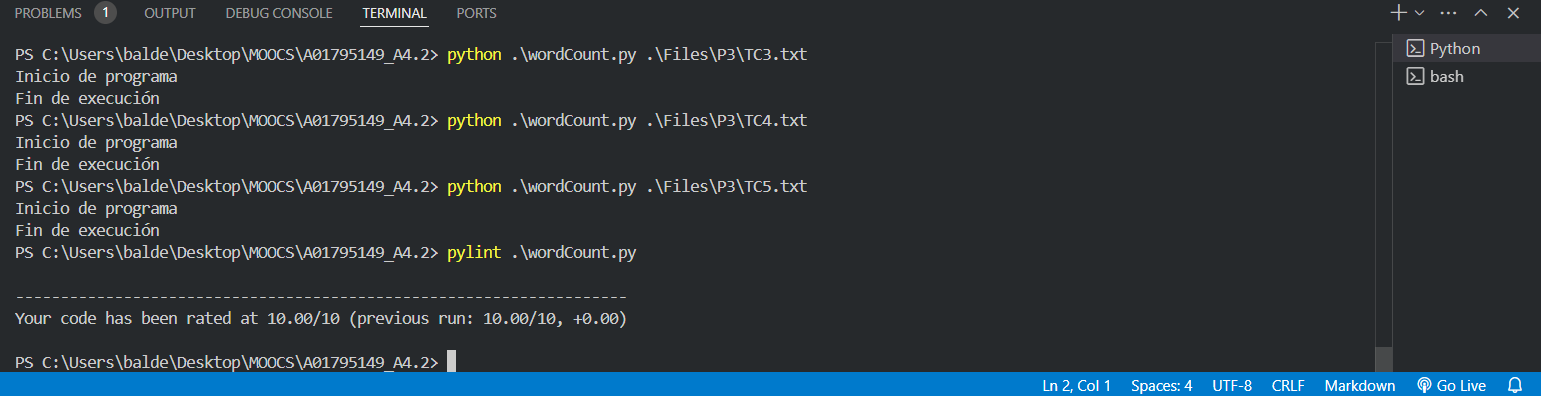 PROBLEMS 1 OUTPUT DEBUG CONSOLE TERMINAL PORTS
PS C:\Users\balde\Desktop\MOOCS\A01795149_A4.2> python .\wordCount.py .\Files\P3\TC3.txt
Inicio de programa
Fin de execución
PS C:\Users\balde\Desktop\MOOCS\A01795149_A4.2> python .\wordCount.py .\Files\P3\TC4.txt
Inicio de programa
Fin de execución
PS C:\Users\balde\Desktop\MOOCS\A01795149_A4.2> python .\wordCount.py .\Files\P3\TC5.txt
Inicio de programa
Fin de execución
PS C:\Users\balde\Desktop\MOOCS\A01795149_A4.2> pylint .\wordCount.py
--------------------------------------------------------------------
Your code has been rated at 10.00/10 (previous run: 10.00/10, +0.00)
PS C:\Users\balde\Desktop\MOOCS\A01795149_A4.2>
Python
bash
Ln 2, Col 1 Spaces: 4 UTF-8 CRLF Markdown Go Live